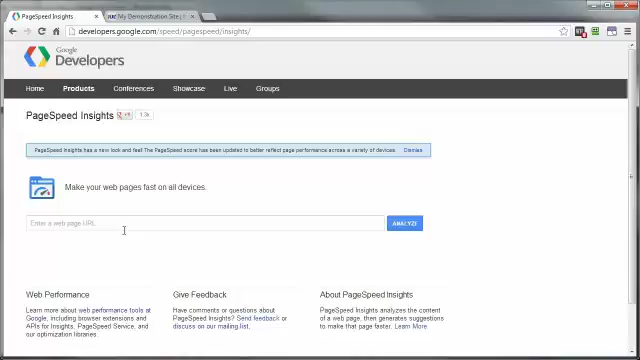 PageSpeed Insights
My Demonstration Site |
developers.google.com/speed/pagespeed/insights/
Google
Developers
Home Products Conferences Showcase Live Groups
PageSpeed Insights +1 1.3k
PageSpeed Insights has a new look and feel! The PageSpeed score has been updated to better reflect page performance across a variety of devices. Dismiss
Make your web pages fast on all devices.
Enter a web page URL
ANALYZE
Web Performance
Learn more about web performance tools at
Google, including browser extensions and
APIs for Insights, PageSpeed Service, and
our optimization libraries.
Give Feedback
Have comments or questions about
PageSpeed Insights? Send feedback or
discuss on our mailing list.
About PageSpeed Insights
PageSpeed Insights analyzes the content
of a web page, then generates suggestions
to make that page faster. Learn More.